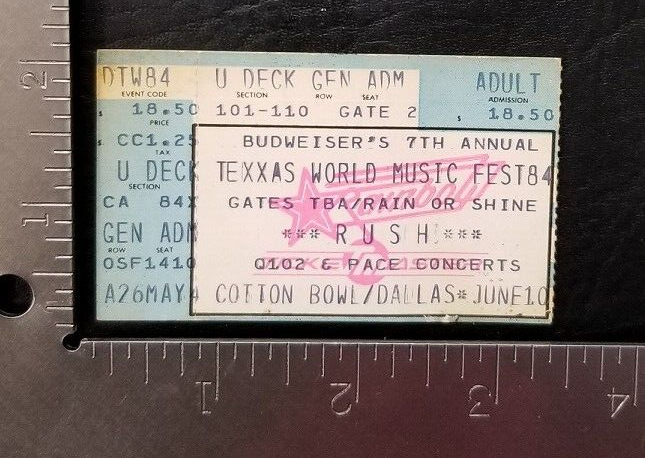 DTW84 U DECK GEN ADM ADULT
EVENT CODE SECTION ROW SEAT ADMISSION
$ 18.50 101-110 GATE 2 $ 18.50
PRICE
$ CC1.25 BUDWEISER'S 7TH ANNUAL
TAX
U DECK TEXXAS WORLD MUSIC FEST84
SECTION
CA 84X GATES TBA/RAIN OR SHINE
GEN ADM *** R U S H ***
ROW SEAT
OSF1410 Q102 & PACE CONCERTS
A26MAY4 COTTON BOWL/DALLAS* JUNE10
2
1
1 2 3 4